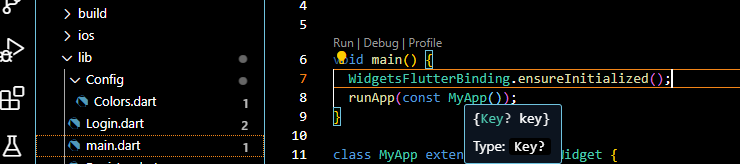 build
ios
lib
Config
Colors.dart 1
Login.dart 2
main.dart 1
4
5
Run | Debug | Profile
6 void main() {
7 WidgetsFlutterBinding.ensureInitialized();
8 runApp(const MyApp());
9 }
10
11 class MyApp exten Widget {
{Key? key}
Type: Key?